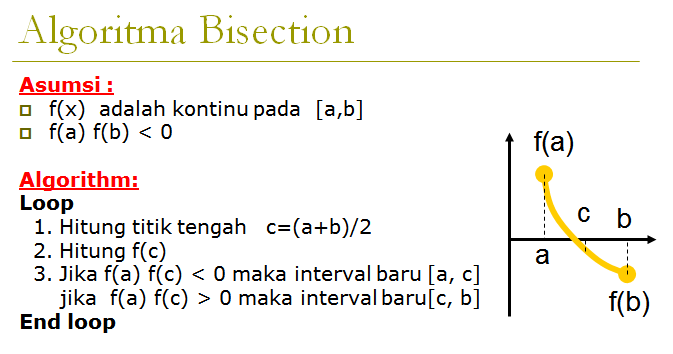 Algoritma Bisection
Asumsi :
f(x) adalah kontinu pada [a,b]
f(a) f(b) < 0
Algorithm:
Loop
1. Hitung titik tengah c=(a+b)/2
2. Hitung f(c)
3. Jika f(a) f(c) < 0 maka interval baru [a, c]
jika f(a) f(c) > 0 maka interval baru[c, b]
End loop
f(a)
c
b
a
f(b)